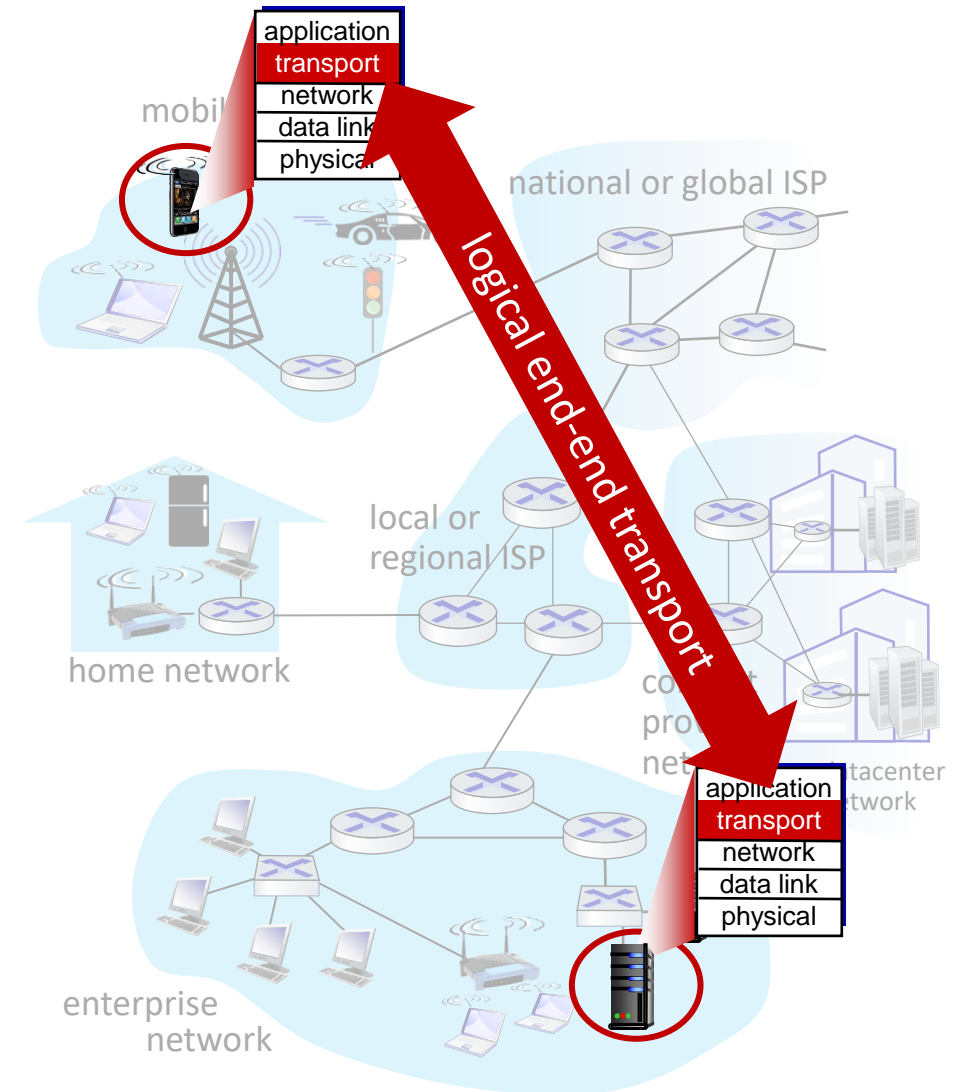 application
transport
network
data link
physical
national or global ISP
logical end-end transport
local or
regional ISP
home network
network
application
transport
network
data link
physical
enterprise
network